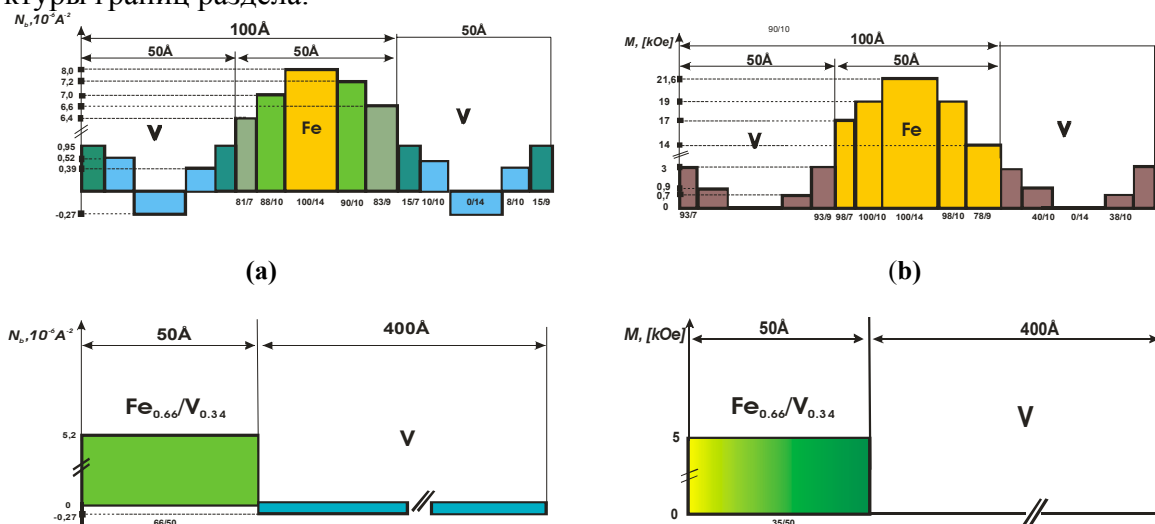 ктуры границ раздела.
N_b,10^-6 A^-2
100Å
50Å
50Å
50Å
8,0
7,2
7,0
6,6
6,4
0,95
0,52
0,39
-0,27
V
Fe
V
81/7 88/10 100/14 90/10 83/9 15/7 10/10 0/14 8/10 15/9
(a)
M, [kOe]
90/10
100Å
50Å
50Å
21,6
19
17
14
3
0,9
0,7
0
V
Fe
V
93/7 93/9 98/7 100/10 100/14 98/10 78/9 40/10 0/14 38/10
(b)
N_b,10^-6 A^-2
50Å
400Å
Fe0.66/V0.34
V
5,2
0
-0,27
66/50
M, [kOe]
50Å
400Å
Fe0.66/V0.34
V
5
0
35/50